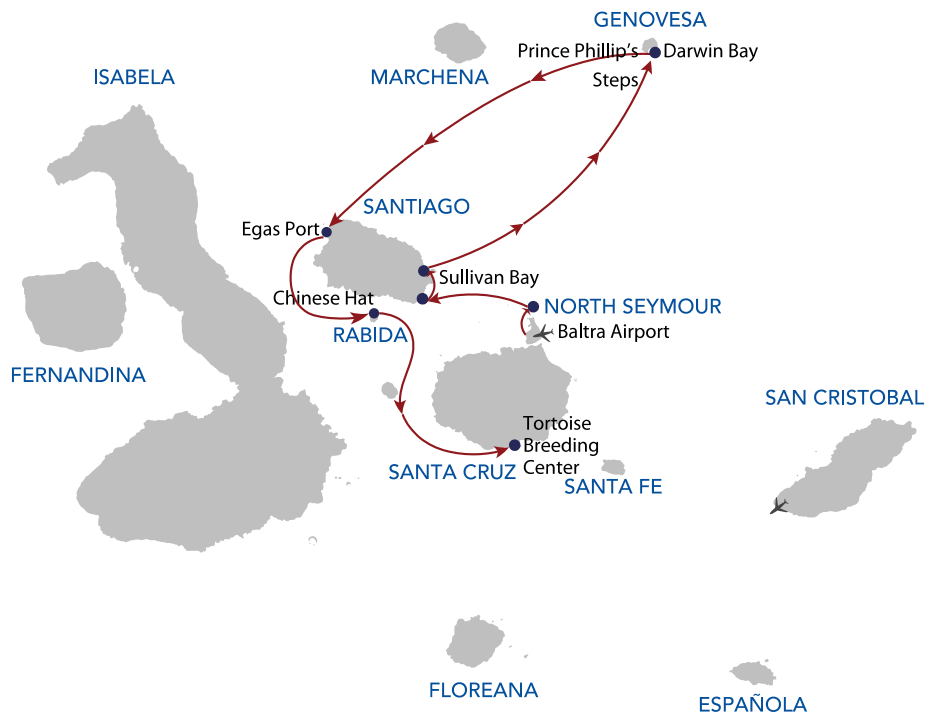 GENOVESA
Prince Phillip's
Darwin Bay
Steps
MARCHENA
ISABELA
SANTIAGO
Egas Port
Sullivan Bay
Chinese Hat
NORTH SEYMOUR
RABIDA
Baltra Airport
FERNANDINA
SAN CRISTOBAL
Tortoise
Breeding
Center
SANTA CRUZ
SANTA FE
FLOREANA
ESPAÑOLA